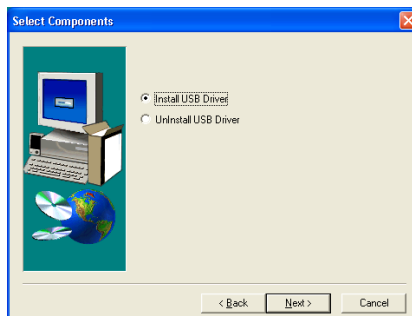 Select Components
Install USB Driver
UnInstall USB Driver
< Back
Next >
Cancel